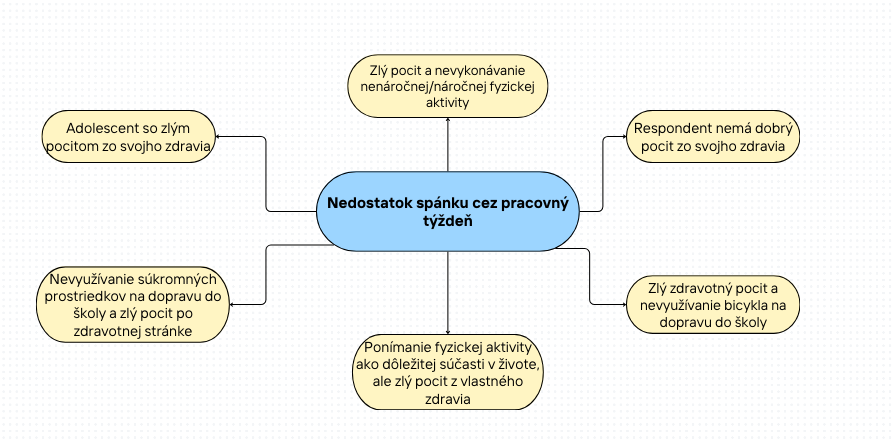 Zlý pocit a nevykonávanie
nenáročnej/náročnej fyzickej
aktivity
Adolescent so zlým
pocitom zo svojho zdravia
Respondent nemá dobrý
pocit zo svojho zdravia
Nedostatok spánku cez pracovný
týždeň
Nevyužívanie súkromných
prostriedkov na dopravu do
školy a zlý pocit po
zdravotnej stránke
Zlý zdravotný pocit a
nevyužívanie bicykla na
dopravu do školy
Ponímanie fyzickej aktivity
ako dôležitej súčasti v živote,
ale zlý pocit z vlastného
zdravia